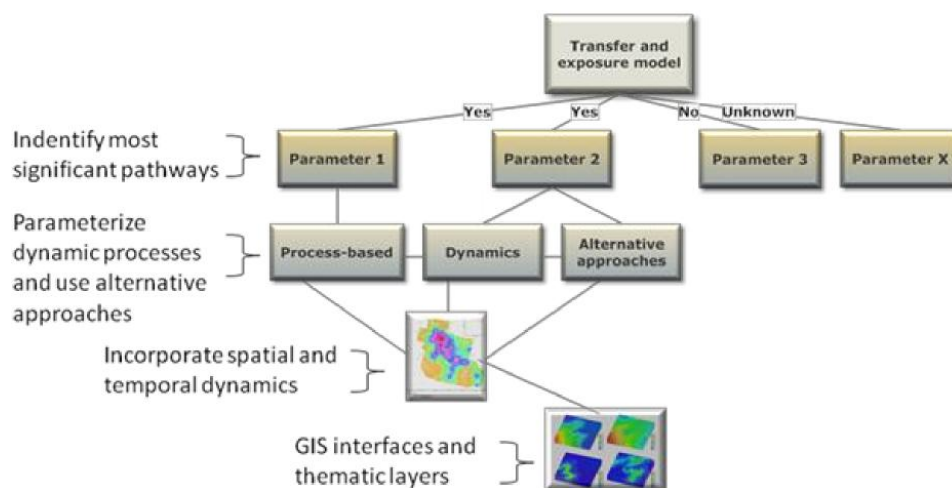 Transfer and
exposure model
Yes
Yes
No
Unknown
Indentify most
significant pathways
Parameter 1
Parameter 2
Parameter 3
Parameter X
Parameterize
dynamic processes
and use alternative
approaches
Process-based
Dynamics
Alternative
approaches
Incorporate spatial and
temporal dynamics
GIS interfaces and
thematic layers